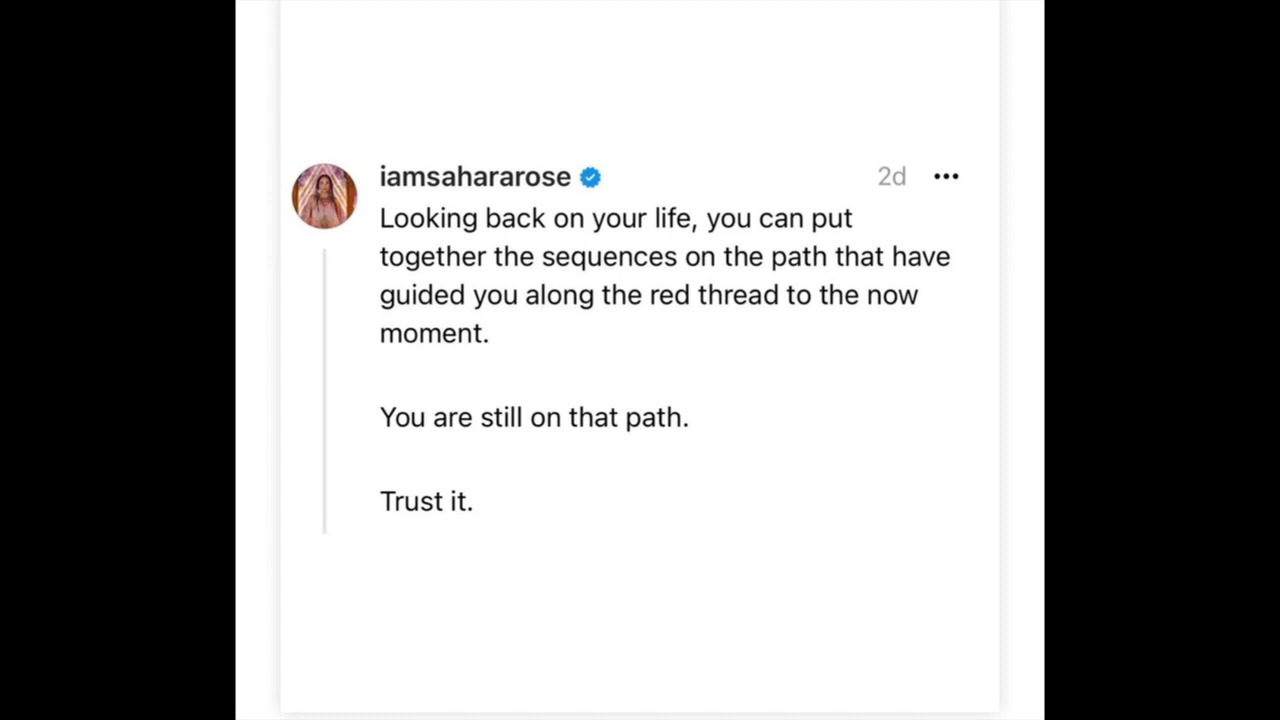 iamsahararose 2d
Looking back on your life, you can put
together the sequences on the path that have
guided you along the red thread to the now
moment.
You are still on that path.
Trust it.